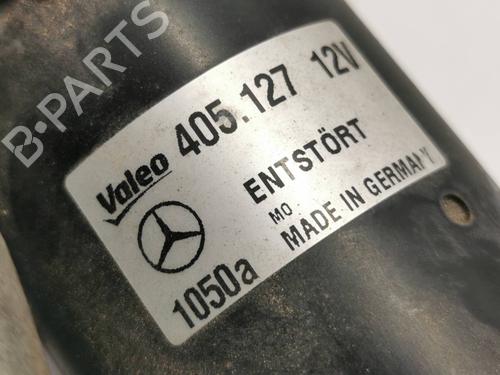 B-PARTS
Valeo 405.127 12V
ENTSTÖRT
MO
MADE IN GERMANY
1050a